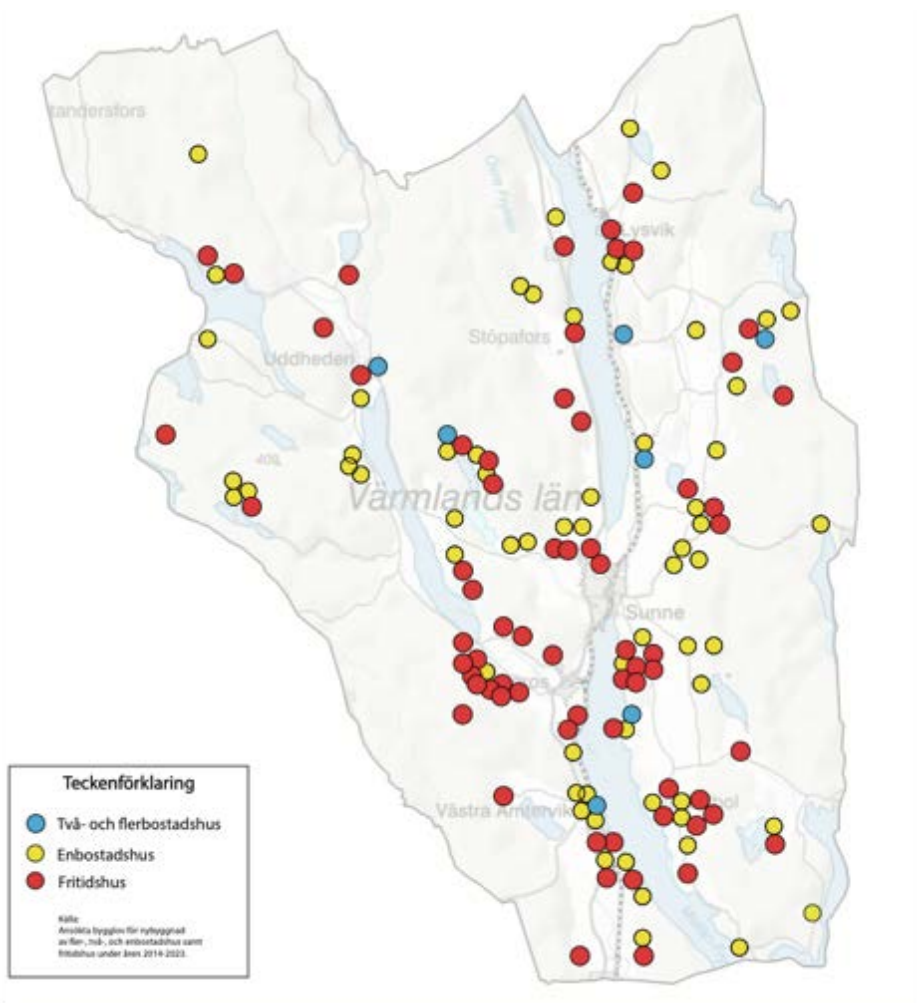 Lysvik
Stöpafors
Uddheden
Värmlands län
Sunne
Västra Ämtervik
Teckenförklaring
Två- och flerbostadshus
Enbostadshus
Fritidshus
Källa
Ansökta bygglov för nybyggnad
av fler-, två-, och enbostadshus samt
fritidshus under åren 2014-2023.